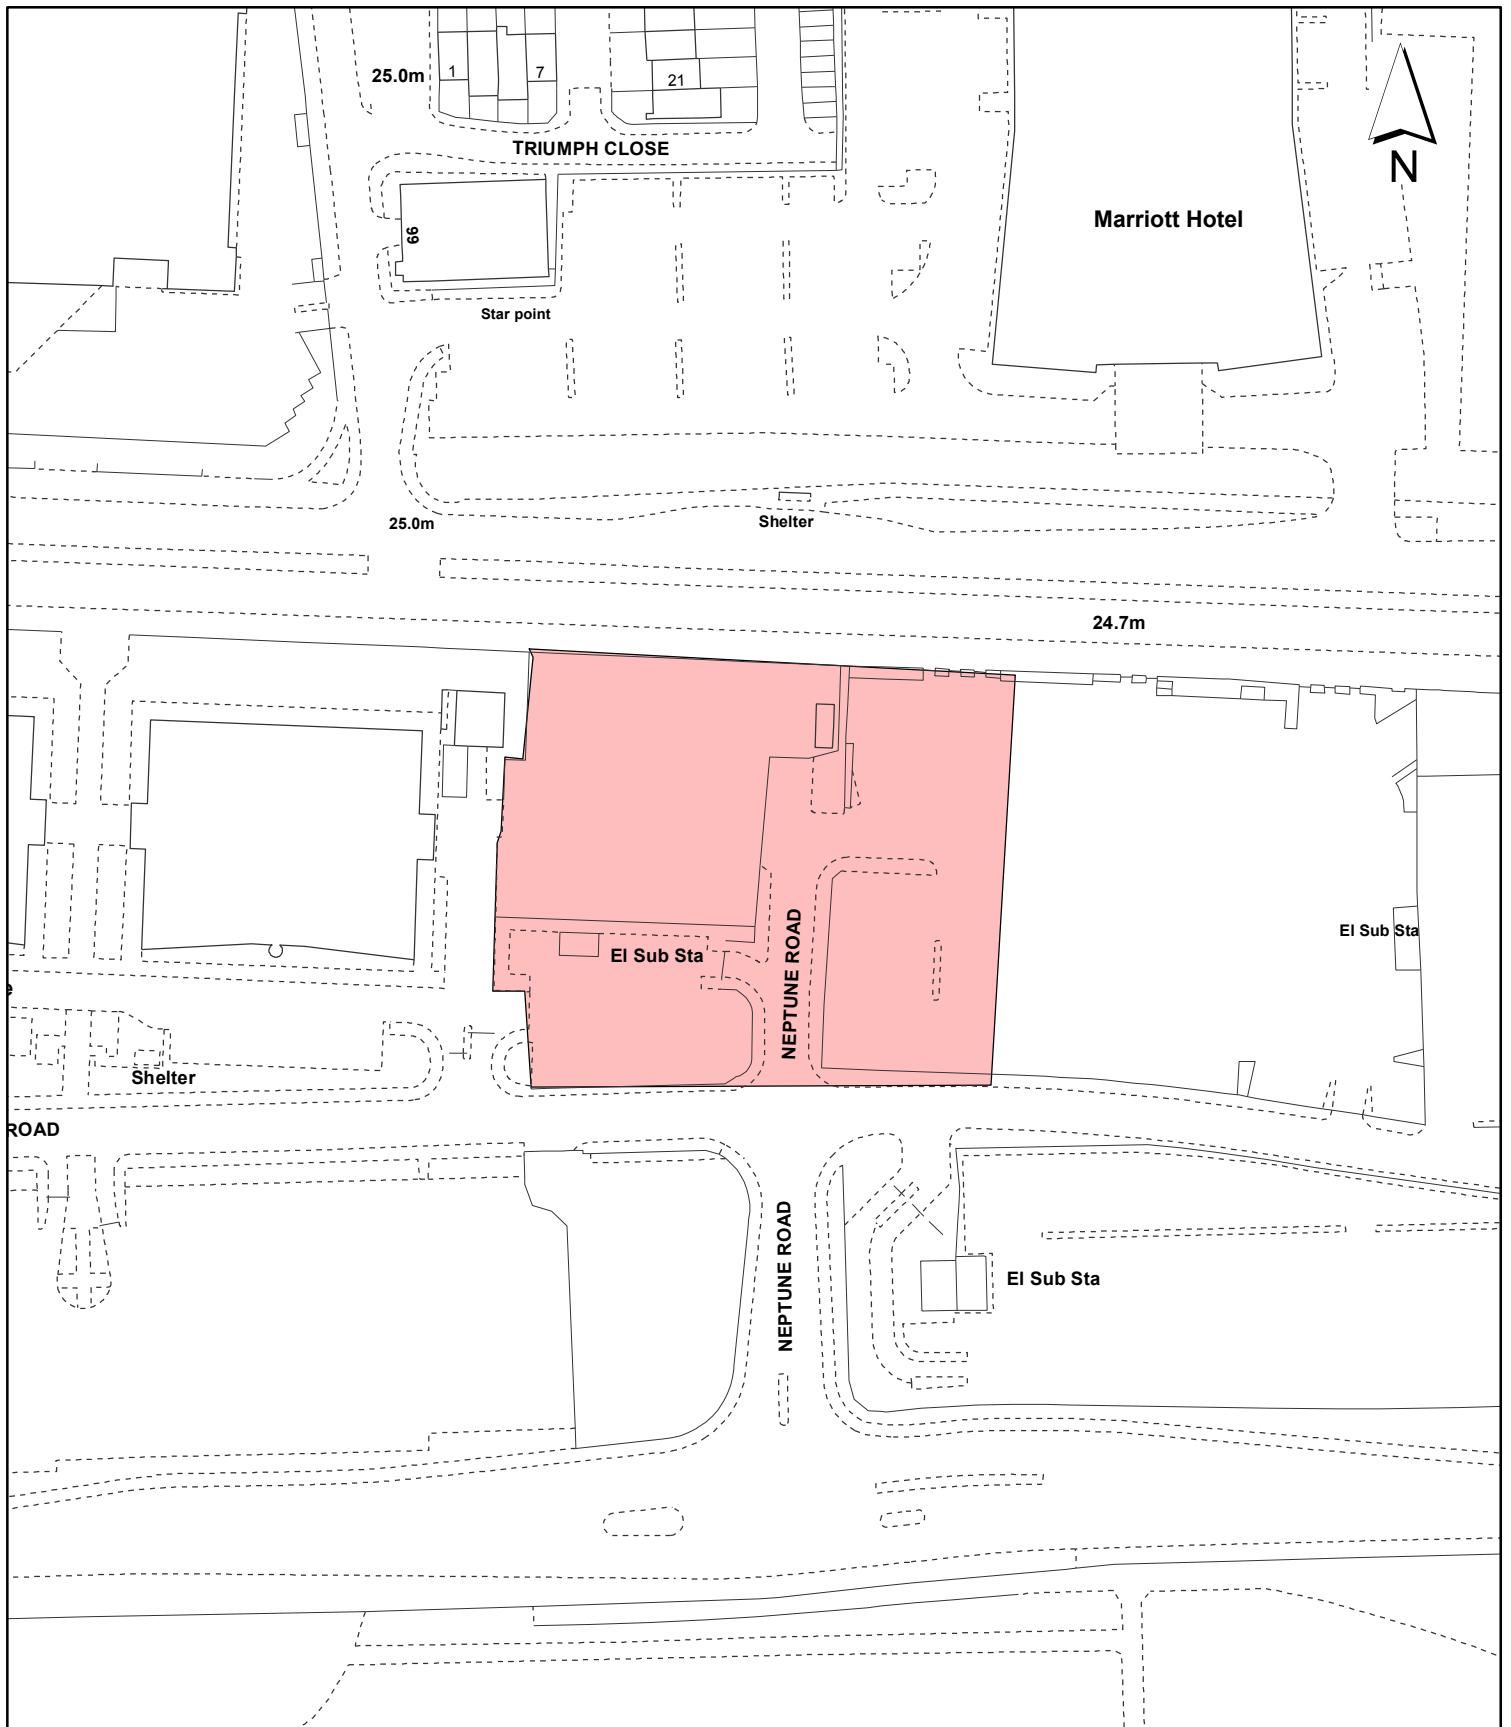 25.0m
1
7
21
TRIUMPH CLOSE
N
Marriott Hotel
66
Star point
25.0m
Shelter
24.7m
El Sub Sta
El Sub Sta
NEPTUNE ROAD
Shelter
ROAD
NEPTUNE ROAD
El Sub Sta